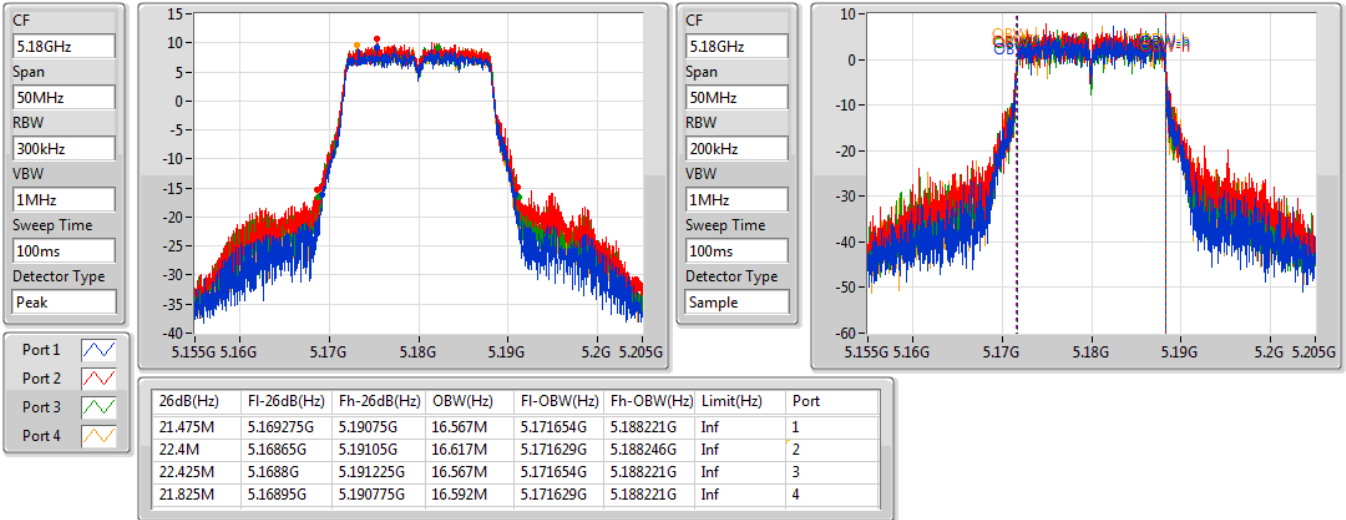 CF
5.18GHz
Span
50MHz
RBW
300kHz
VBW
1MHz
Sweep Time
100ms
Detector Type
Peak
15
10
5
0
-5
-10
-15
-20
-25
-30
-35
-40
5.155G 5.16G 5.17G 5.18G 5.19G 5.2G 5.205G
CF
5.18GHz
Span
50MHz
RBW
200kHz
VBW
1MHz
Sweep Time
100ms
Detector Type
Sample
10
0
-10
-20
-30
-40
-50
-60
5.155G 5.16G 5.17G 5.18G 5.19G 5.2G 5.205G
Port 1
Port 2
Port 3
Port 4
26dB(Hz) Fl-26dB(Hz) Fh-26dB(Hz) OBW(Hz) Fl-OBW(Hz) Fh-OBW(Hz) Limit(Hz) Port
21.475M 5.169275G 5.19075G 16.567M 5.171654G 5.188221G Inf 1
22.4M 5.16865G 5.19105G 16.617M 5.171629G 5.188246G Inf 2
22.425M 5.1688G 5.191225G 16.567M 5.171654G 5.188221G Inf 3
21.825M 5.16895G 5.190775G 16.592M 5.171629G 5.188221G Inf 4